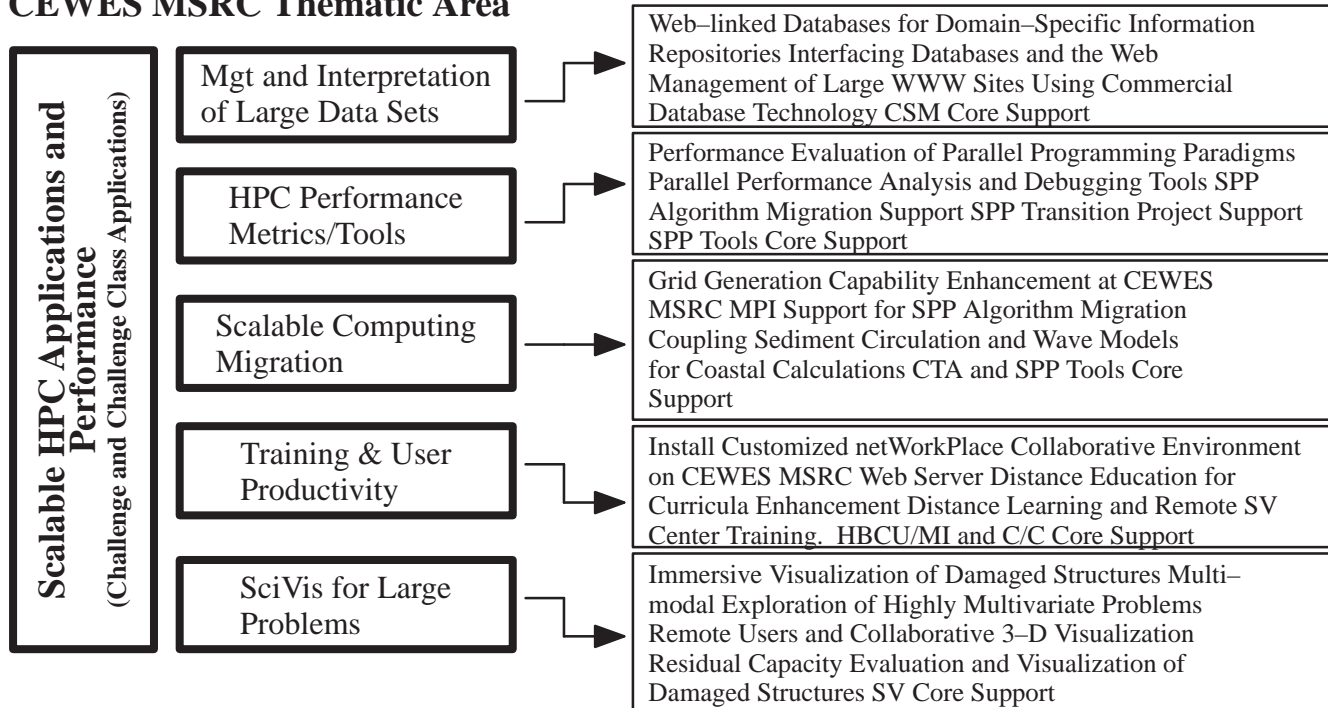 CEWES MSRC Thematic Area
Scalable HPC Applications and
Performance
(Challenge and Challenge Class Applications)
Mgt and Interpretation
of Large Data Sets
Web–linked Databases for Domain–Specific Information
Repositories Interfacing Databases and the Web
Management of Large WWW Sites Using Commercial
Database Technology CSM Core Support
HPC Performance
Metrics/Tools
Performance Evaluation of Parallel Programming Paradigms
Parallel Performance Analysis and Debugging Tools SPP
Algorithm Migration Support SPP Transition Project Support
SPP Tools Core Support
Scalable Computing
Migration
Grid Generation Capability Enhancement at CEWES
MSRC MPI Support for SPP Algorithm Migration
Coupling Sediment Circulation and Wave Models
for Coastal Calculations CTA and SPP Tools Core
Support
Training & User
Productivity
Install Customized netWorkPlace Collaborative Environment
on CEWES MSRC Web Server Distance Education for
Curricula Enhancement Distance Learning and Remote SV
Center Training. HBCU/MI and C/C Core Support
SciVis for Large
Problems
Immersive Visualization of Damaged Structures Multi–
modal Exploration of Highly Multivariate Problems
Remote Users and Collaborative 3–D Visualization
Residual Capacity Evaluation and Visualization of
Damaged Structures SV Core Support